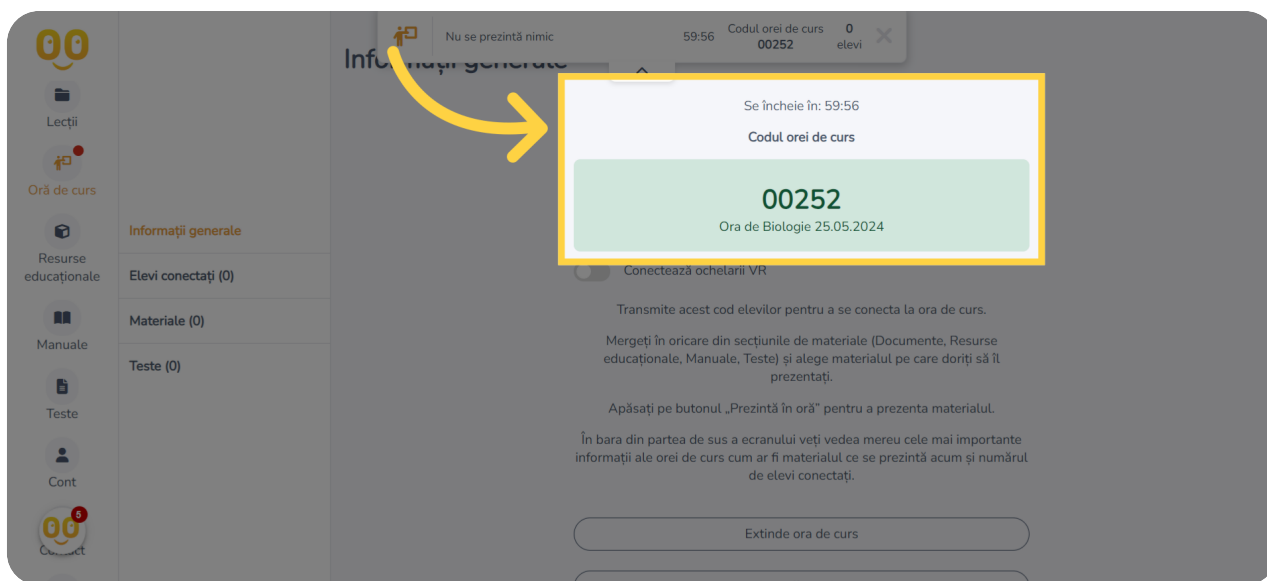 Nu se prezintă nimic
59:56
Codul orei de curs
00252
0
elevi
Informații generale
Lecții
Oră de curs
Resurse
educaționale
Manuale
Teste
Cont
5
Contact
Informații generale
Elevi conectați (0)
Materiale (0)
Teste (0)
Se încheie în: 59:56
Codul orei de curs
00252
Ora de Biologie 25.05.2024
Conectează ochelarii VR
Transmite acest cod elevilor pentru a se conecta la ora de curs.
Mergeți în oricare din secțiunile de materiale (Documente, Resurse
educaționale, Manuale, Teste) și alege materialul pe care doriți să îl
prezentați.
Apăsați pe butonul „Prezintă în oră” pentru a prezenta materialul.
În bara din partea de sus a ecranului veți vedea mereu cele mai importante
informații ale orei de curs cum ar fi materialul ce se prezintă acum și numărul
de elevi conectați.
Extinde ora de curs